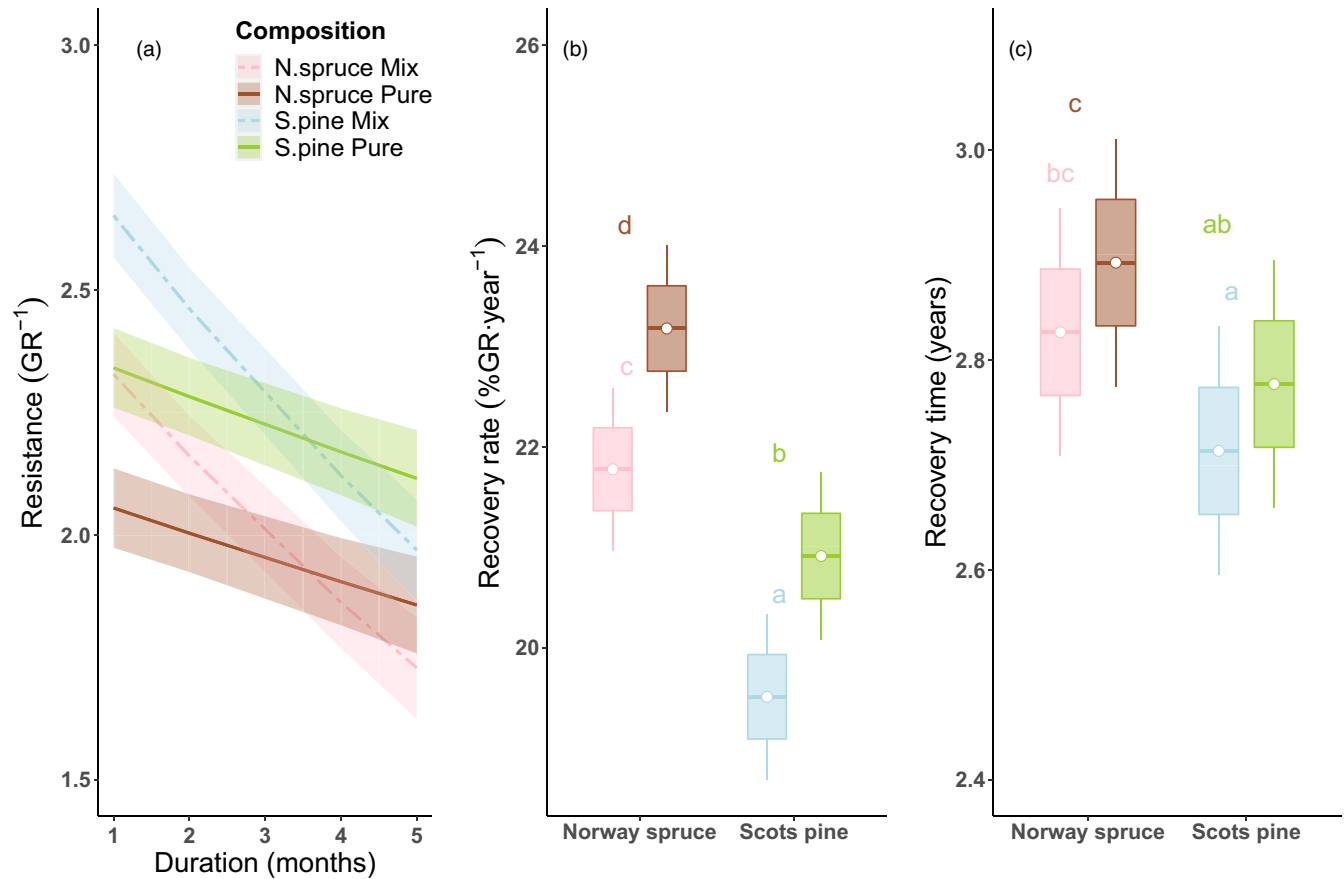 (a)
Composition
N.spruce Mix
N.spruce Pure
S.pine Mix
S.pine Pure
3.0
2.5
2.0
1.5
Resistance (GR⁻¹)
1 2 3 4 5
Duration (months)
(b)
26
24
22
20
Recovery rate (%GR·year⁻¹)
d
c
b
a
Norway spruce Scots pine
(c)
3.0
2.8
2.6
2.4
Recovery time (years)
c
bc
ab
a
Norway spruce Scots pine